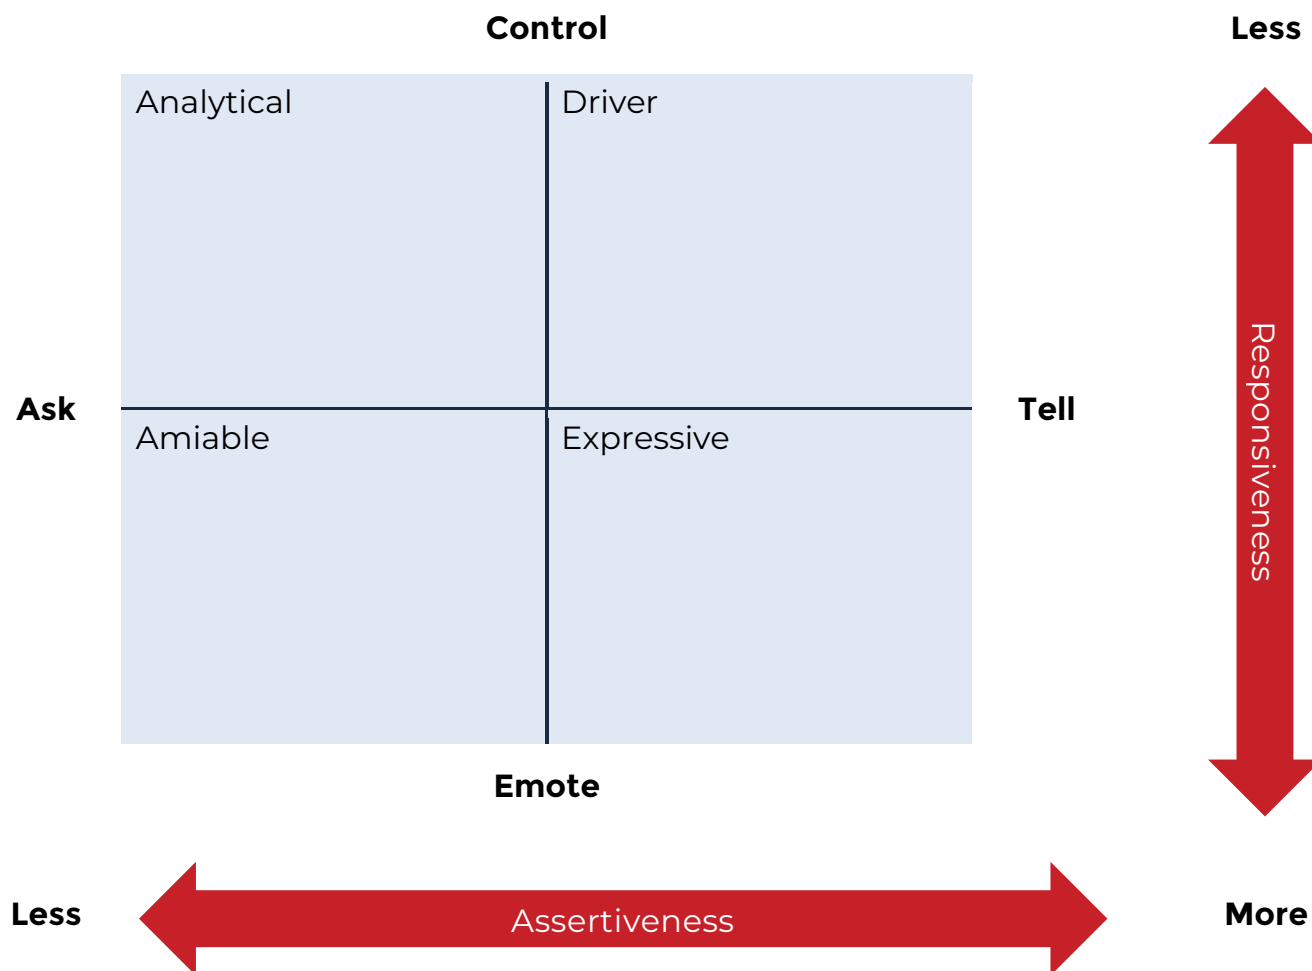 Control
Less
Analytical
Driver
Ask
Tell
Responsiveness
Amiable
Expressive
Emote
Less
Assertiveness
More